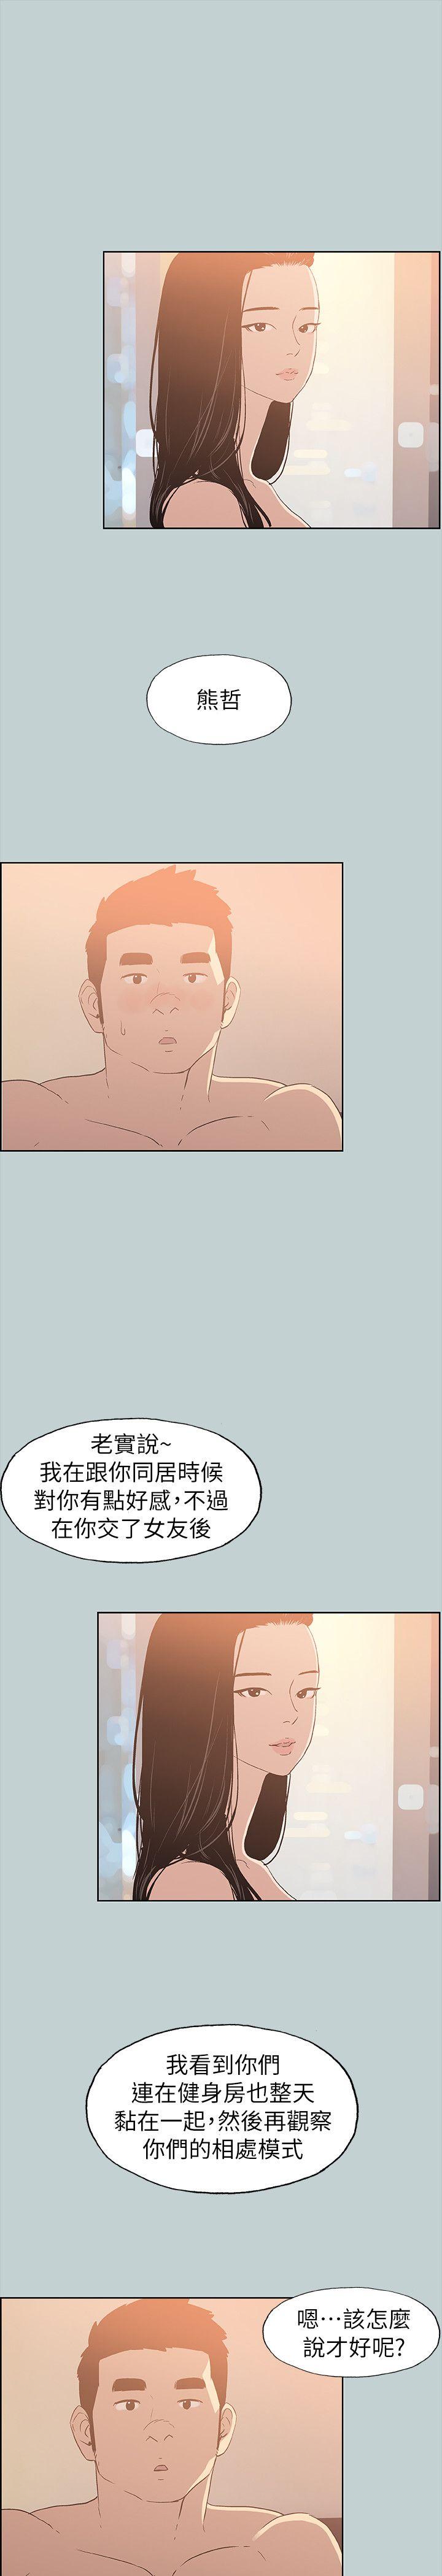 熊哲
老實說~
我在跟你同居時候
對你有點好感,不過
在你交了女友後
我看到你們
連在健身房也整天
黏在一起,然後再觀察
你們的相處模式
嗯⋯該怎麼
說才好呢?